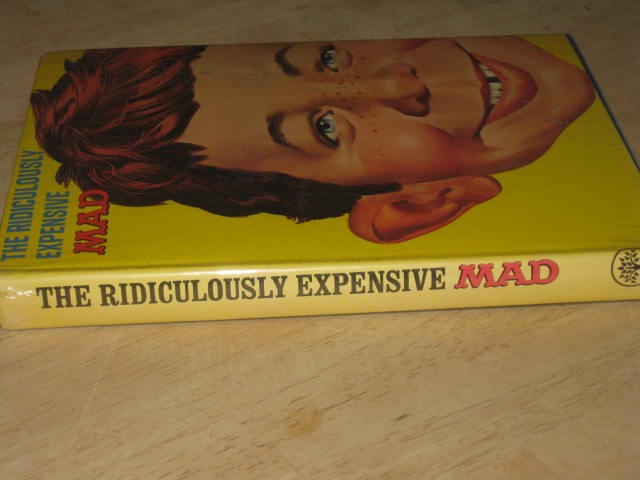 THE RIDICULOUSLY
EXPENSIVE
MAD
THE RIDICULOUSLY EXPENSIVE MAD